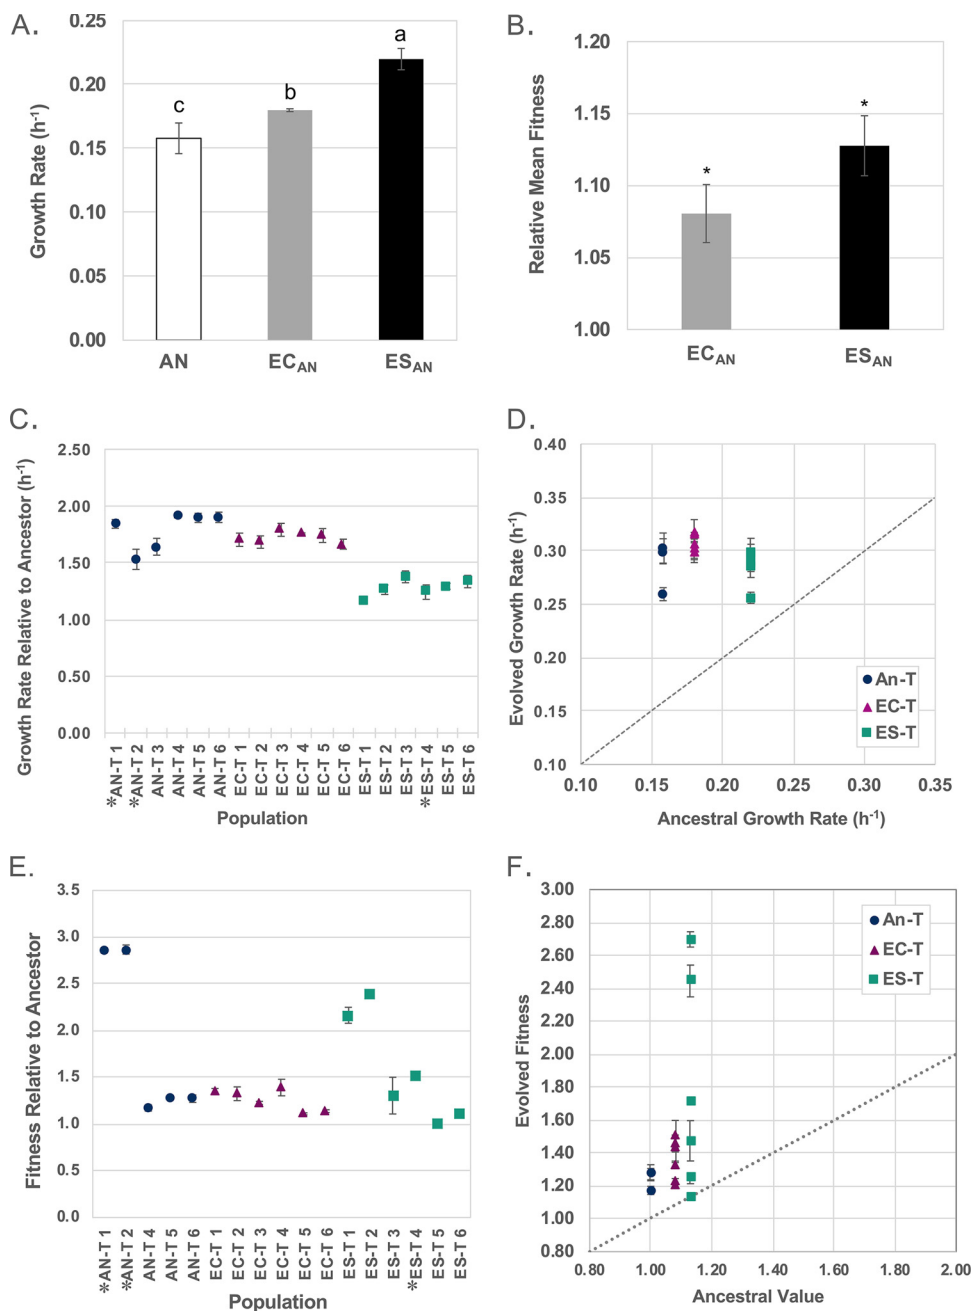 A.
Growth Rate (h-1)
0.25
0.20
0.15
0.10
0.05
0.00
c
b
a
AN
ECAN
ESAN
B.
Relative Mean Fitness
1.20
1.15
1.10
1.05
1.00
*
*
ECAN
ESAN
C.
Growth Rate Relative to Ancestor (h-1)
2.50
2.00
1.50
1.00
0.50
0.00
*AN-T 1
*AN-T 2
AN-T 3
AN-T 4
AN-T 5
AN-T 6
EC-T 1
EC-T 2
EC-T 3
EC-T 4
EC-T 5
EC-T 6
ES-T 1
ES-T 2
ES-T 3
*ES-T 4
ES-T 5
ES-T 6
Population
D.
Evolved Growth Rate (h-1)
0.40
0.35
0.30
0.25
0.20
0.15
0.10
An-T
EC-T
ES-T
0.10 0.15 0.20 0.25 0.30 0.35
Ancestral Growth Rate (h-1)
E.
Fitness Relative to Ancestor
3.5
3.0
2.5
2.0
1.5
1.0
0.5
0.0
*AN-T 1
*AN-T 2
AN-T 4
AN-T 5
AN-T 6
EC-T 1
EC-T 2
EC-T 3
EC-T 4
EC-T 5
EC-T 6
ES-T 1
ES-T 2
ES-T 3
*ES-T 4
ES-T 5
ES-T 6
Population
F.
Evolved Fitness
3.00
2.80
2.60
2.40
2.20
2.00
1.80
1.60
1.40
1.20
1.00
0.80
An-T
EC-T
ES-T
0.80 1.00 1.20 1.40 1.60 1.80 2.00
Ancestral Value